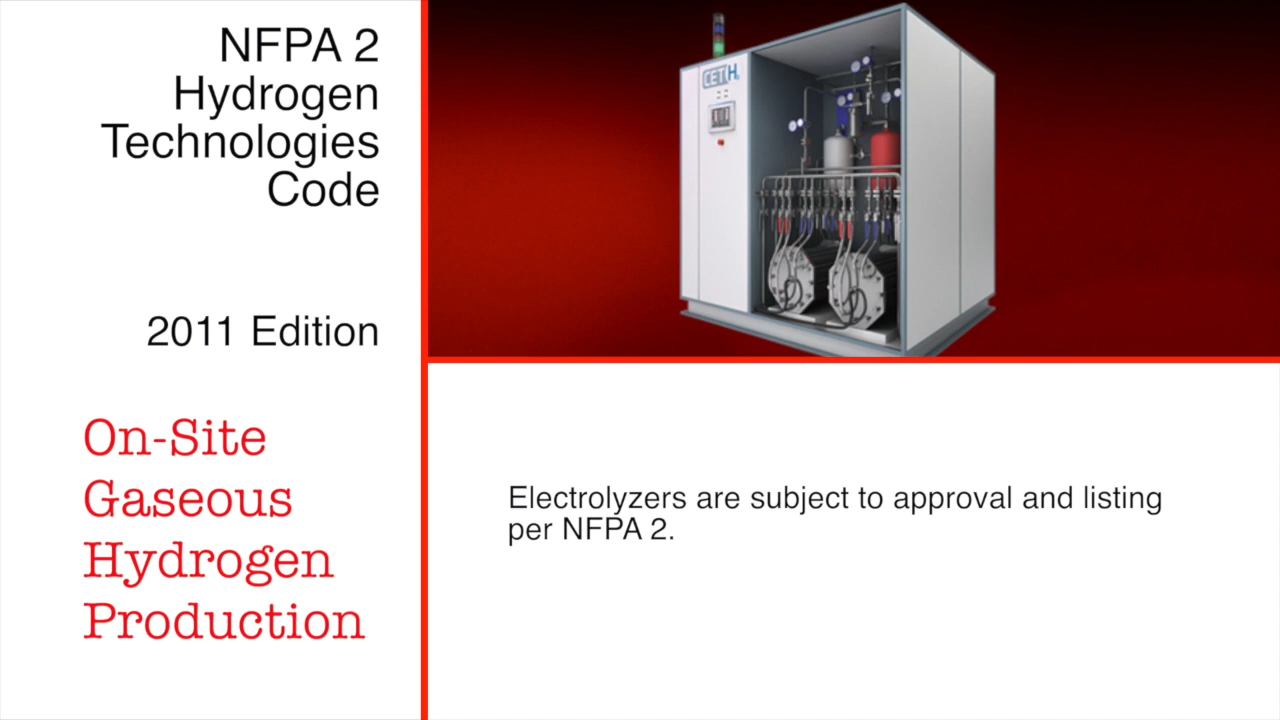 NFPA 2
Hydrogen
Technologies
Code
2011 Edition
On-Site
Gaseous
Hydrogen
Production
CETH₂
Electrolyzers are subject to approval and listing
per NFPA 2.